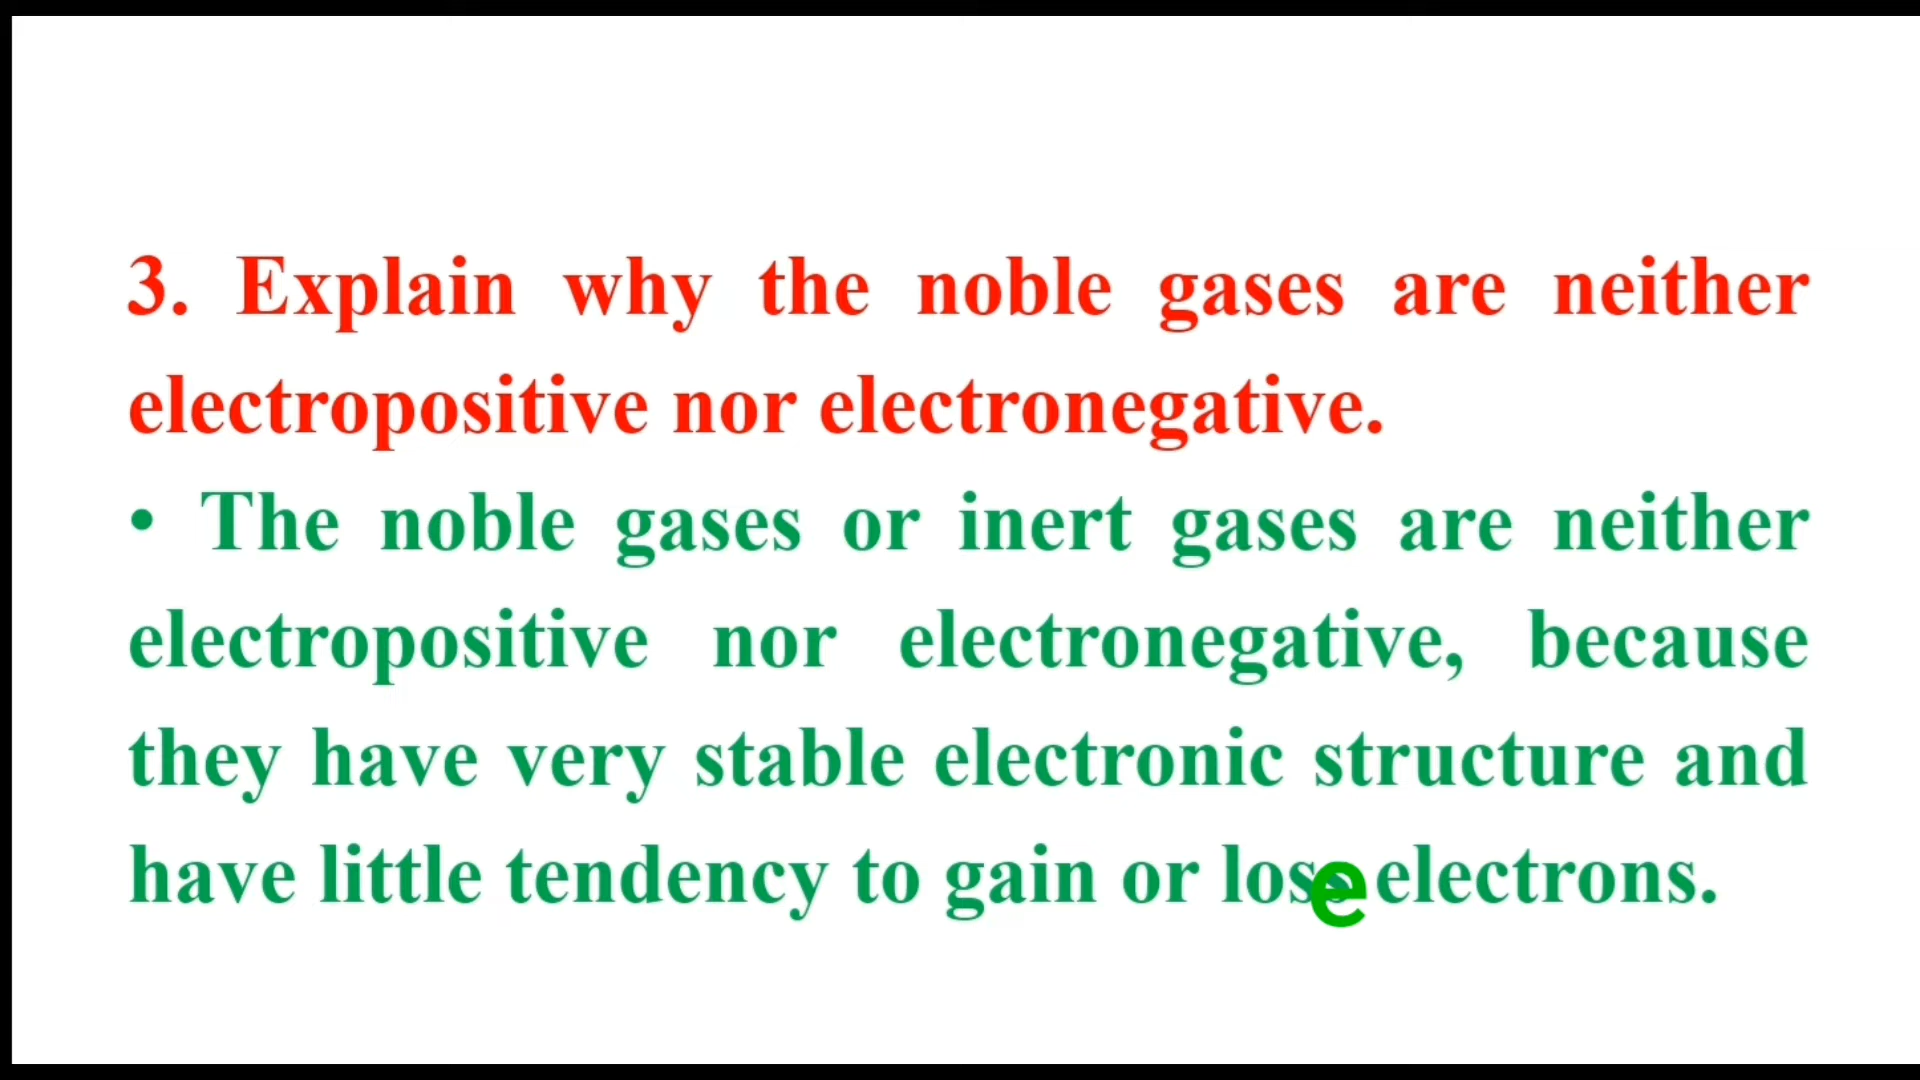 3. Explain why the noble gases are neither
electropositive nor electronegative.
• The noble gases or inert gases are neither
electropositive nor electronegative, because
they have very stable electronic structure and
have little tendency to gain or lose electrons.